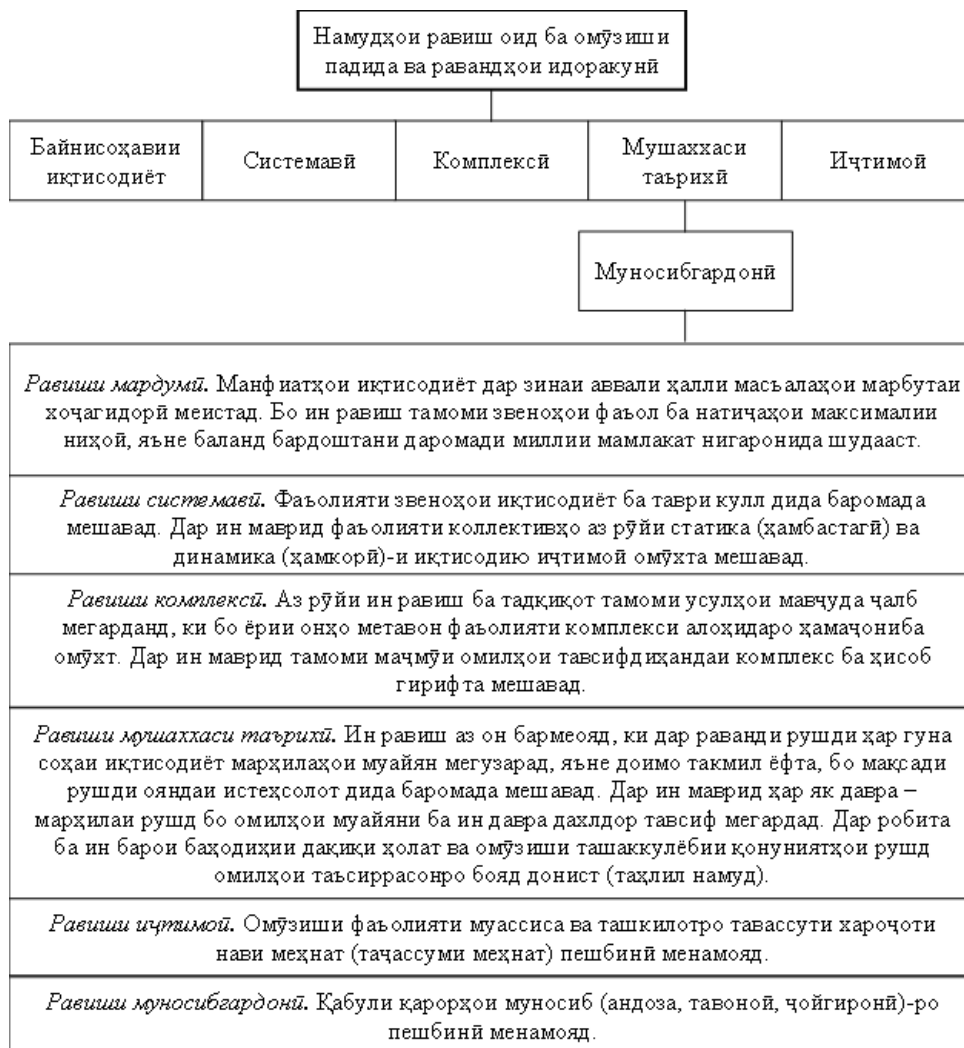 Намудҳои равиш оид ба омӯзиши
падида ва равандҳои идоракунӣ
Байнисоҳавии
иқтисодиёт
Системавӣ
Комплексӣ
Мушаххаси
таърихӣ
Иҷтимоӣ
Муносибгардонӣ
Равиши мардумӣ. Манфиатҳои иқтисодиёт дар зинаи аввали ҳалли масъалаҳои марбутаи
хоҷагидорӣ меистад. Бо ин равиш тамоми звеноҳои фаъол ба натиҷаҳои максималии
ниҳоӣ, яъне баланд бардоштани даромади миллии мамлакат нигаронида шудааст.
Равиши системавӣ. Фаъолияти звеноҳои иқтисодиёт ба таври кулл дида баромада
мешавад. Дар ин маврид фаъолияти коллективҳо аз рӯйи статика (ҳамбастагӣ) ва
динамика (ҳамкорӣ)-и иқтисодию иҷтимоӣ омӯхта мешавад.
Равиши комплексӣ. Аз рӯйи ин равиш ба тадқиқот тамоми усулҳои мавҷуда ҷалб
мегарданд, ки бо ёрии онҳо метавон фаъолияти комплекси алоҳидаро ҳамаҷониба
омӯхт. Дар ин маврид тамоми маҷмӯи омилҳои тавсифдиҳандаи комплекс ба ҳисоб
гирифта мешавад.
Равиши мушаххаси таърихӣ. Ин равиш аз он бармеояд, ки дар раванди рушди ҳар гуна
соҳаи иқтисодиёт марҳилаҳои муайян мегузарад, яъне доимо такмил ёфта, бо мақсади
рушди ояндаи истеҳсолот дида баромада мешавад. Дар ин маврид ҳар як давра –
марҳилаи рушд бо омилҳои муайяни ба ин давра дахлдор тавсиф мегардад. Дар робита
ба ин барои баҳодиҳии дақиқи ҳолат ва омӯзиши ташаккулёбии қонуниятҳои рушд
омилҳои таъсиррасонро бояд донист (таҳлил намуд).
Равиши иҷтимоӣ. Омӯзиши фаъолияти муассиса ва ташкилотро тавассути хароҷоти
нави меҳнат (таҷассуми меҳнат) пешбинӣ менамояд.
Равиши муносибгардонӣ. Қабули қарорҳои муносиб (андоза, тавоноӣ, ҷойгиронӣ)-ро
пешбинӣ менамояд.